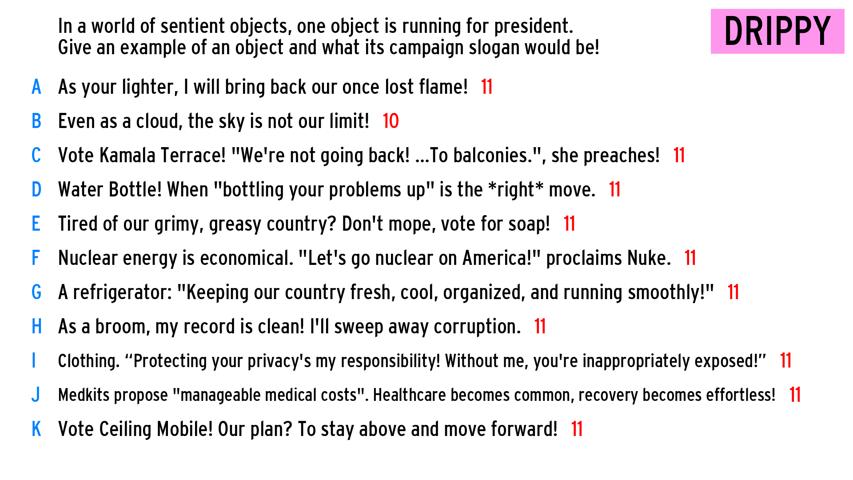 In a world of sentient objects, one object is running for president.
Give an example of an object and what its campaign slogan would be!
DRIPPY
A As your lighter, I will bring back our once lost flame! 11
B Even as a cloud, the sky is not our limit! 10
C Vote Kamala Terrace! "We're not going back! ...To balconies.", she preaches! 11
D Water Bottle! When "bottling your problems up" is the *right* move. 11
E Tired of our grimy, greasy country? Don't mope, vote for soap! 11
F Nuclear energy is economical. "Let's go nuclear on America!" proclaims Nuke. 11
G A refrigerator: "Keeping our country fresh, cool, organized, and running smoothly!" 11
H As a broom, my record is clean! I'll sweep away corruption. 11
I Clothing. “Protecting your privacy's my responsibility! Without me, you're inappropriately exposed!” 11
J Medkits propose "manageable medical costs". Healthcare becomes common, recovery becomes effortless! 11
K Vote Ceiling Mobile! Our plan? To stay above and move forward! 11